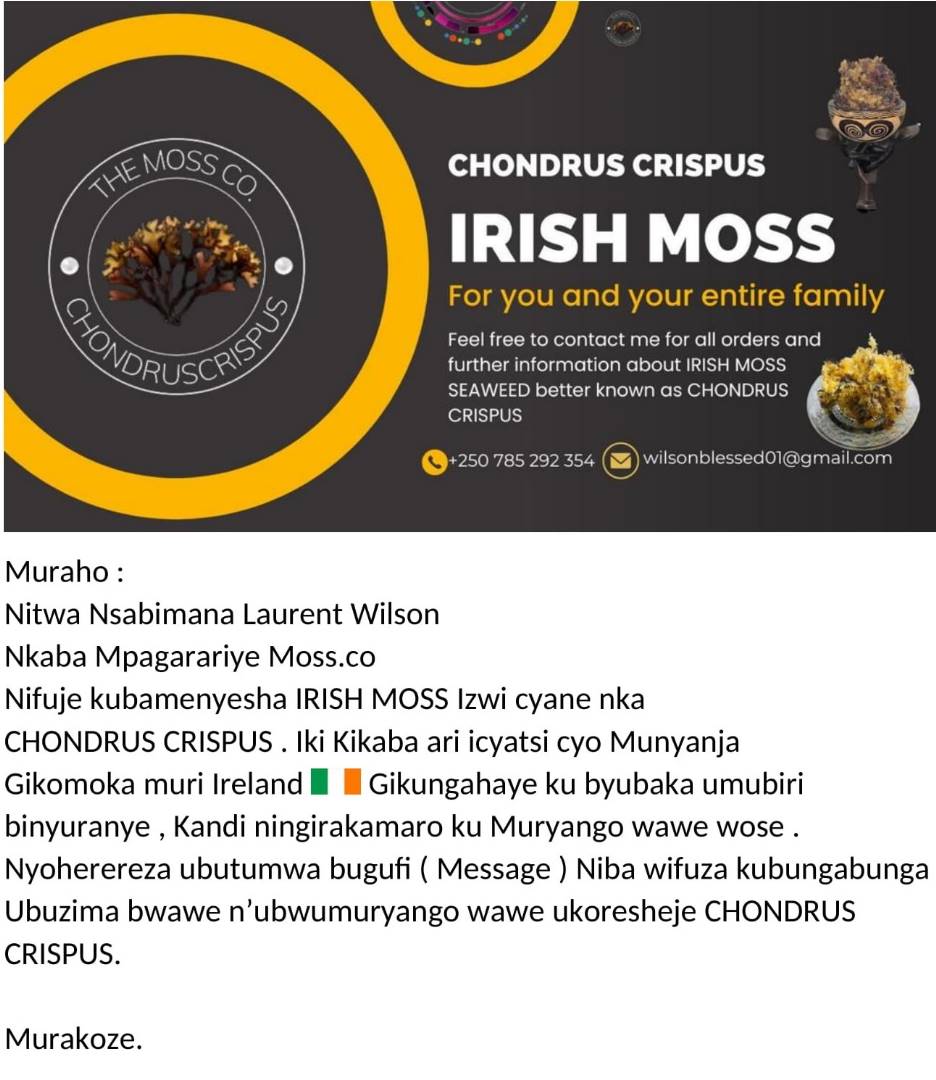 THE MOSS CO.
CHONDRUSCRISPUS
CHONDRUS CRISPUS
IRISH MOSS
For you and your entire family
Feel free to contact me for all orders and
further information about IRISH MOSS
SEAWEED better known as CHONDRUS
CRISPUS
+250 785 292 354 wilsonblessed01@gmail.com
Muraho :
Nitwa Nsabimana Laurent Wilson
Nkaba Mpagarariye Moss.co
Nifuje kubamenyesha IRISH MOSS Izwi cyane nka
CHONDRUS CRISPUS . Iki Kikaba ari icyatsi cyo Munyanja
Gikomoka muri Ireland 🇮🇪 Gikungahaye ku byubaka umubiri
binyuranye , Kandi ningirakamaro ku Muryango wawe wose .
Nyoherereza ubutumwa bugufi ( Message ) Niba wifuza kubungabunga
Ubuzima bwawe n’ubwumuryango wawe ukoresheje CHONDRUS
CRISPUS.
Murakoze.